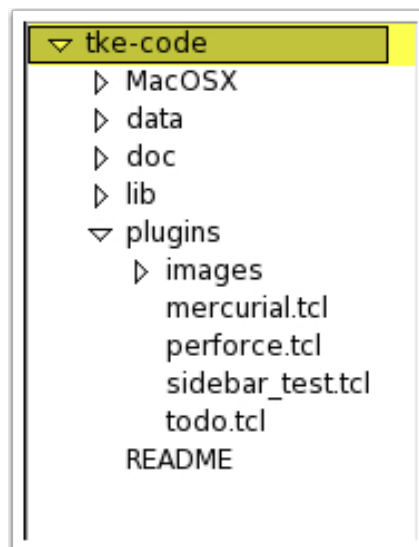 tke-code
MacOSX
data
doc
lib
plugins
images
mercurial.tcl
perforce.tcl
sidebar_test.tcl
todo.tcl
README